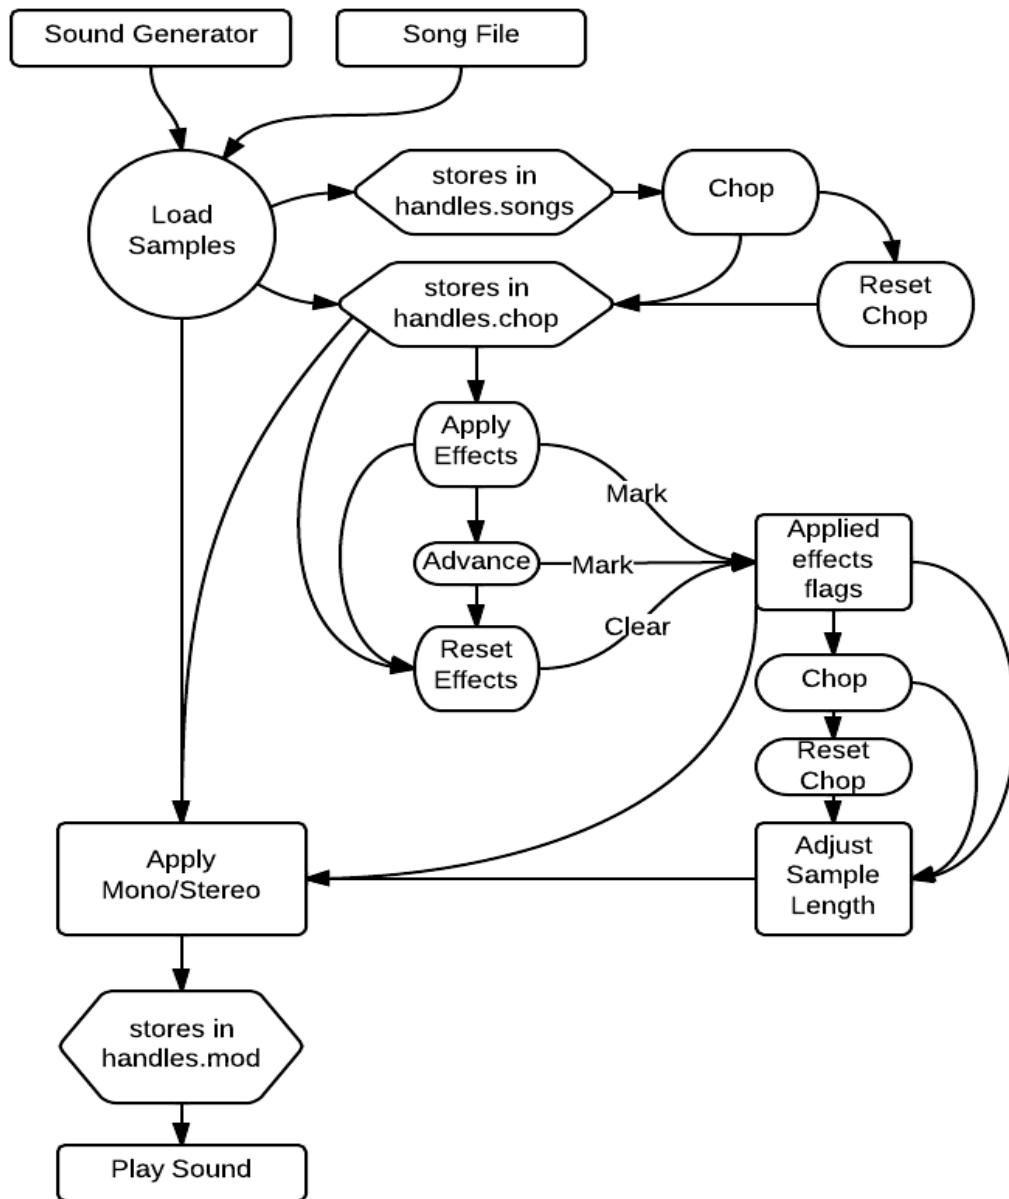 Sound Generator
Song File
Load
Samples
stores in
handles.songs
Chop
stores in
handles.chop
Reset
Chop
Apply
Effects
Mark
Advance
Mark
Applied
effects
flags
Reset
Effects
Clear
Chop
Reset
Chop
Apply
Mono/Stereo
Adjust
Sample
Length
stores in
handles.mod
Play Sound